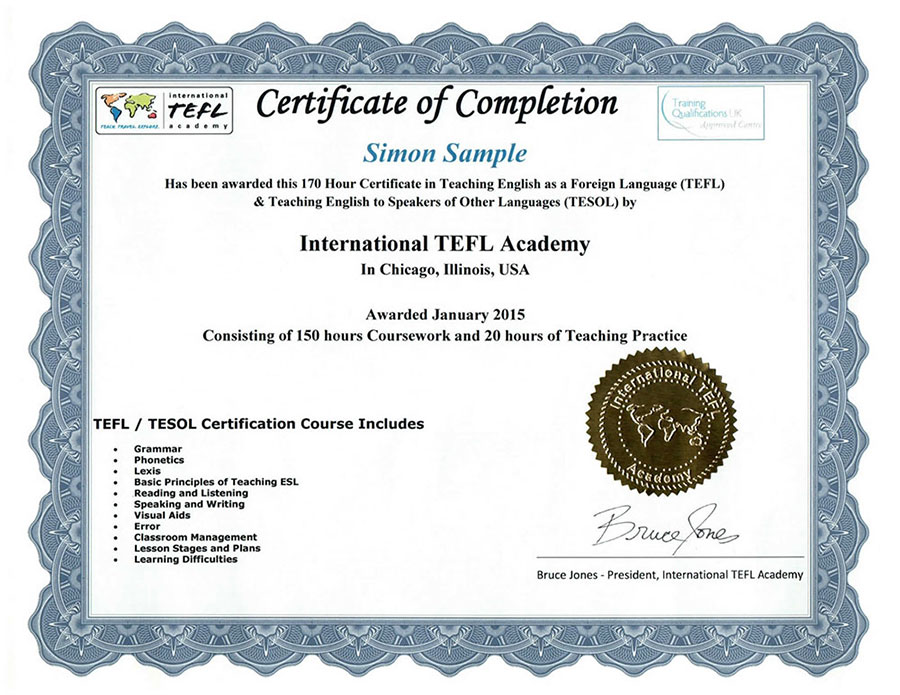 international
TEFL
academy
TEACH. TRAVEL. EXPLORE.
Certificate of Completion
Training
Qualifications UK
Approved Centre
Simon Sample
Has been awarded this 170 Hour Certificate in Teaching English as a Foreign Language (TEFL)
& Teaching English to Speakers of Other Languages (TESOL) by
International TEFL Academy
In Chicago, Illinois, USA
Awarded January 2015
Consisting of 150 hours Coursework and 20 hours of Teaching Practice
TEFL / TESOL Certification Course Includes
• Grammar
• Phonetics
• Lexis
• Basic Principles of Teaching ESL
• Reading and Listening
• Speaking and Writing
• Visual Aids
• Error
• Classroom Management
• Lesson Stages and Plans
• Learning Difficulties
International TEFL
Academy
Bruce Jones
Bruce Jones - President, International TEFL Academy